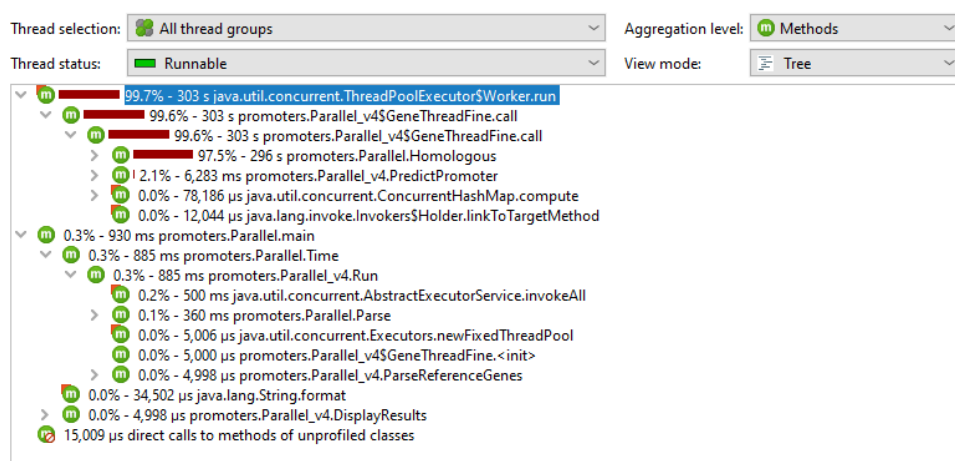 Thread selection: All thread groups Aggregation level: m Methods
Thread status: Runnable View mode: Tree
m 99.7% - 303 s java.util.concurrent.ThreadPoolExecutor$Worker.run
m 99.6% - 303 s promoters.Parallel_v4$GeneThreadFine.call
m 99.6% - 303 s promoters.Parallel_v4$GeneThreadFine.call
m 97.5% - 296 s promoters.Parallel.Homologous
m 2.1% - 6,283 ms promoters.Parallel_v4.PredictPromoter
m 0.0% - 78,186 µs java.util.concurrent.ConcurrentHashMap.compute
m 0.0% - 12,044 µs java.lang.invoke.Invokers$Holder.linkToTargetMethod
m 0.3% - 930 ms promoters.Parallel.main
m 0.3% - 885 ms promoters.Parallel.Time
m 0.3% - 885 ms promoters.Parallel_v4.Run
m 0.2% - 500 ms java.util.concurrent.AbstractExecutorService.invokeAll
m 0.1% - 360 ms promoters.Parallel.Parse
m 0.0% - 5,006 µs java.util.concurrent.Executors.newFixedThreadPool
m 0.0% - 5,000 µs promoters.Parallel_v4$GeneThreadFine.<init>
m 0.0% - 4,998 µs promoters.Parallel_v4.ParseReferenceGenes
m 0.0% - 34,502 µs java.lang.String.format
m 0.0% - 4,998 µs promoters.Parallel_v4.DisplayResults
m 15,009 µs direct calls to methods of unprofiled classes